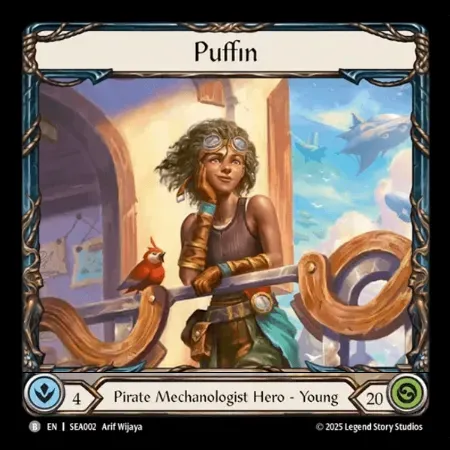 Puffin
4 Pirate Mechanologist Hero - Young 20
B EN | SEA002 Arif Wijaya © 2025 Legend Story Studios